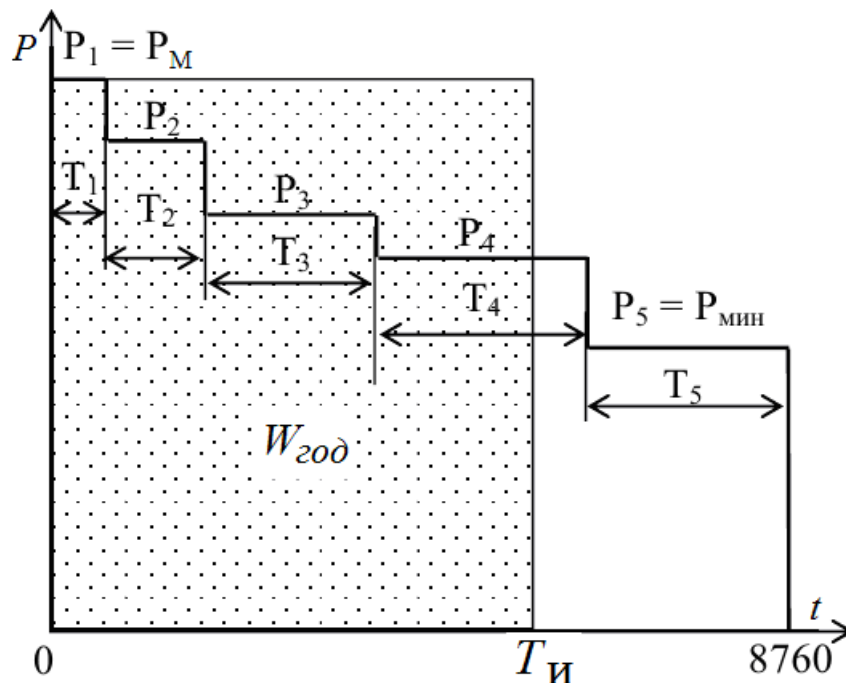 P
P₁ = Pм
P₂
T₁
T₂
P₃
T₃
P₄
T₄
P₅ = Pмин
T₅
Wгод
t
0
Tи
8760